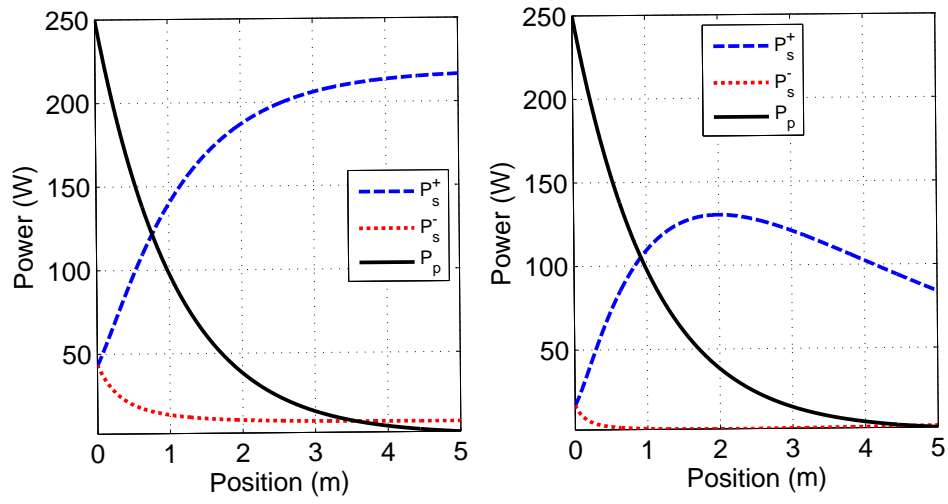 250
200
150
100
50
0 1 2 3 4 5
Power (W)
Position (m)
P_s^+
P_s^-
P_p
250
200
150
100
50
0 1 2 3 4 5
Power (W)
Position (m)
P_s^+
P_s^-
P_p